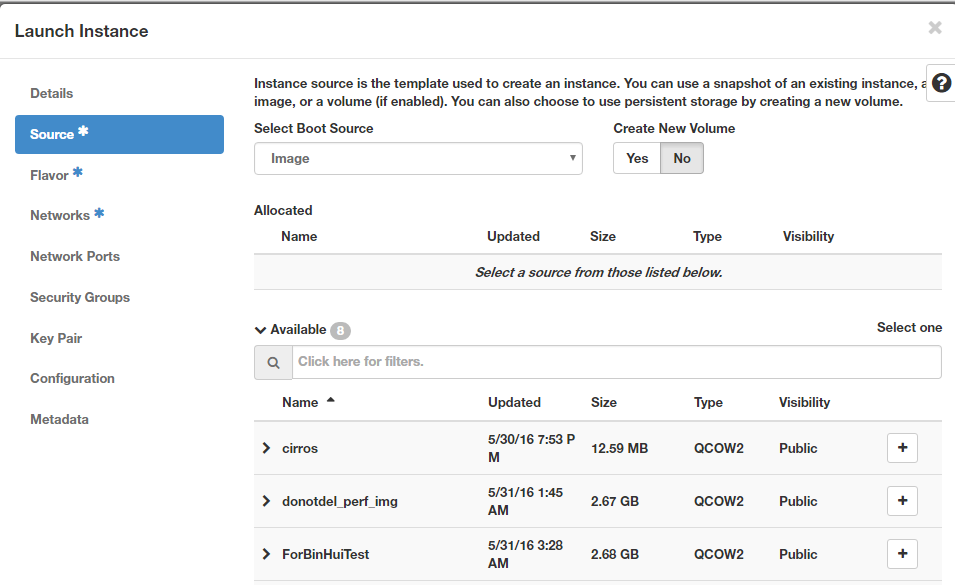 Launch Instance
×
Details
Source *
Flavor *
Networks *
Network Ports
Security Groups
Key Pair
Configuration
Metadata
Instance source is the template used to create an instance. You can use a snapshot of an existing instance, a
image, or a volume (if enabled). You can also choose to use persistent storage by creating a new volume.
?
Select Boot Source
Create New Volume
Image
Yes No
Allocated
Name Updated Size Type Visibility
Select a source from those listed below.
Available 8
Select one
Click here for filters.
Name Updated Size Type Visibility
cirros 5/30/16 7:53 P
M 12.59 MB QCOW2 Public +
donotdel_perf_img 5/31/16 1:45
AM 2.67 GB QCOW2 Public +
ForBinHuiTest 5/31/16 3:28
AM 2.68 GB QCOW2 Public +